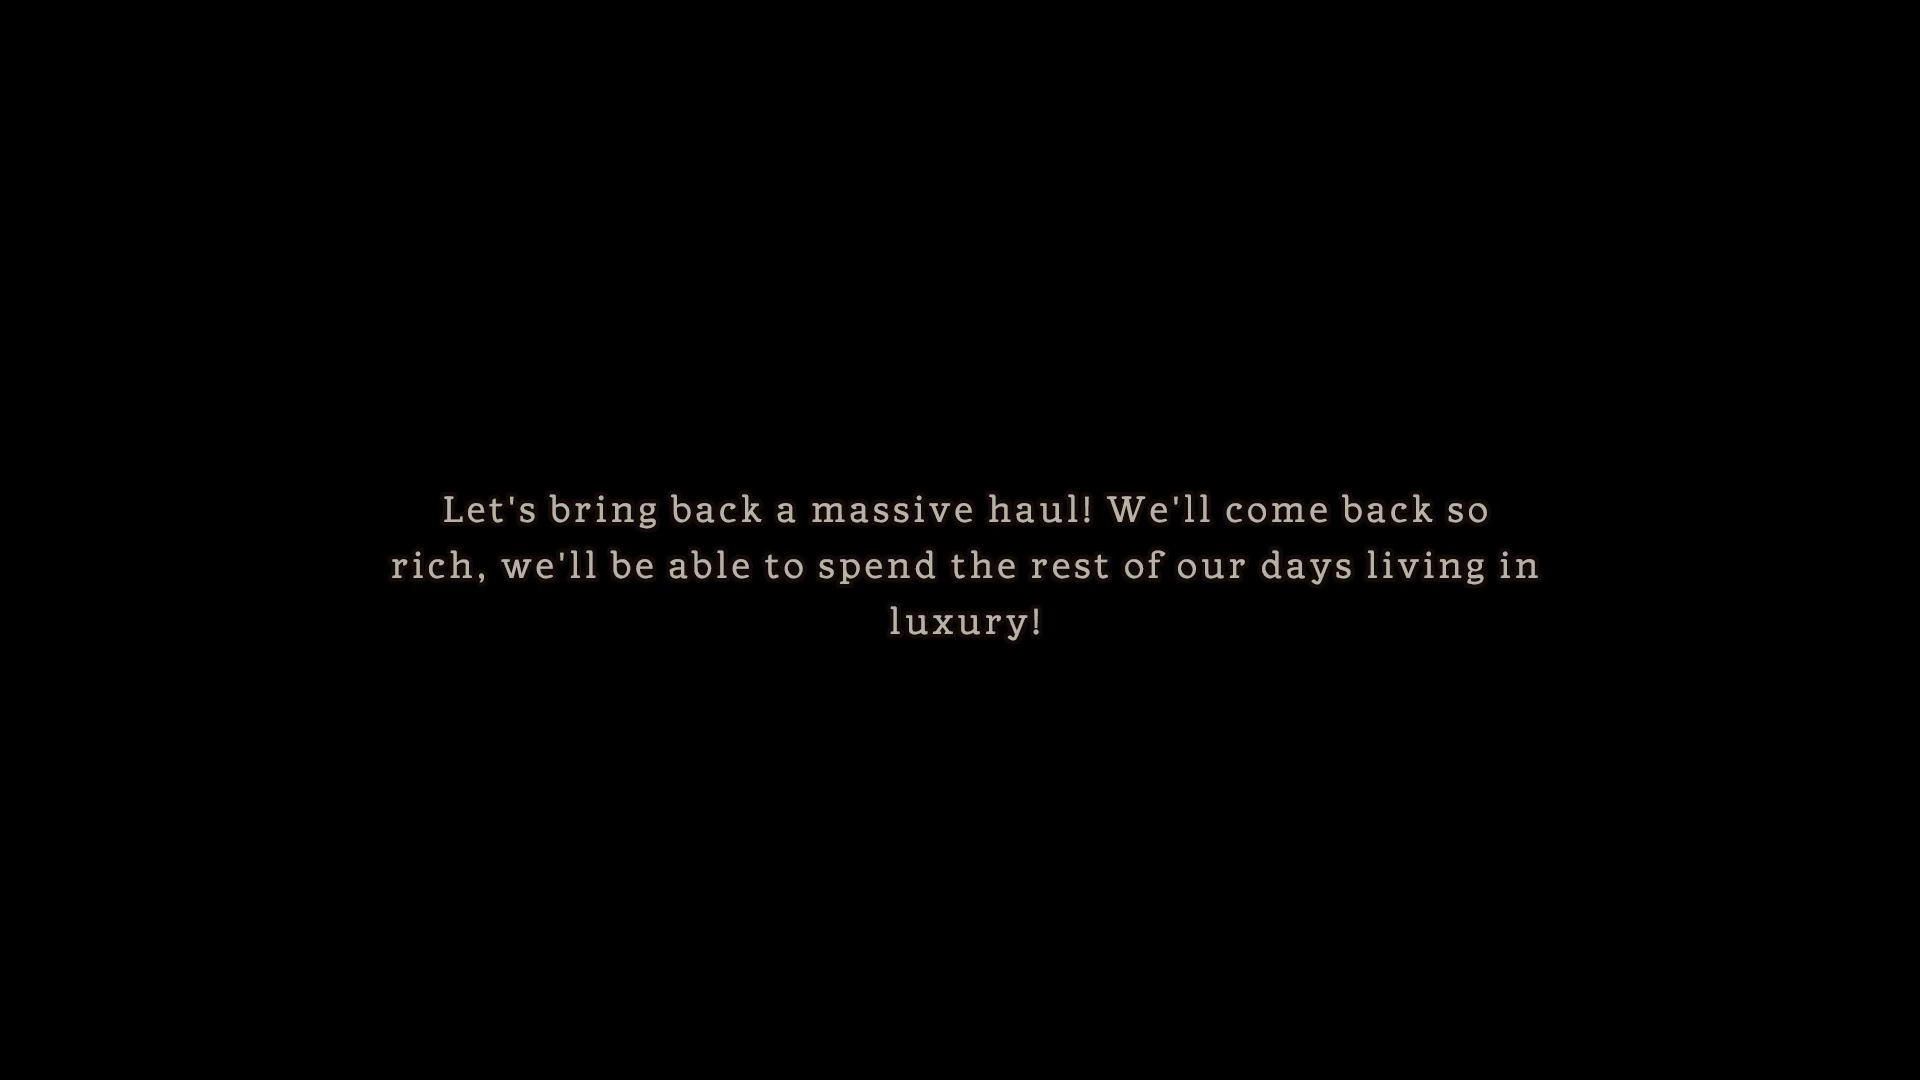 Let's bring back a massive haul! We'll come back so
rich, we'll be able to spend the rest of our days living in
luxury!